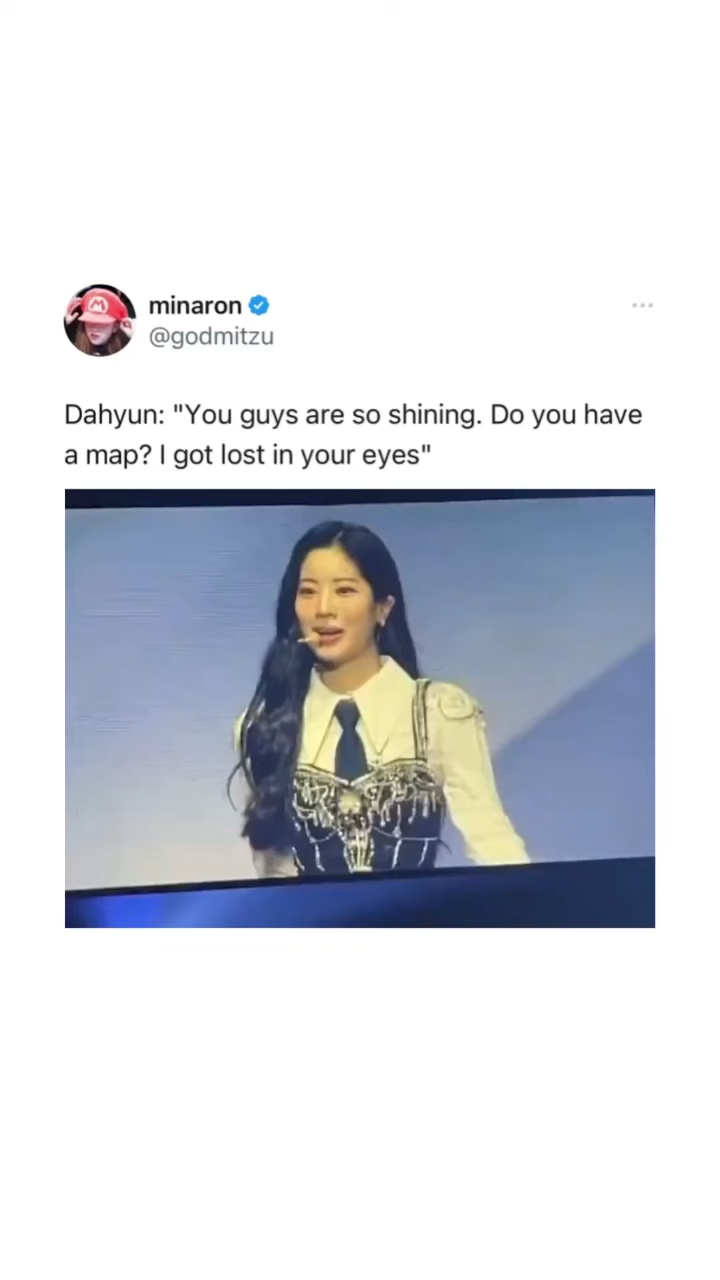 minaron
@godmitzu
Dahyun: "You guys are so shining. Do you have
a map? I got lost in your eyes"